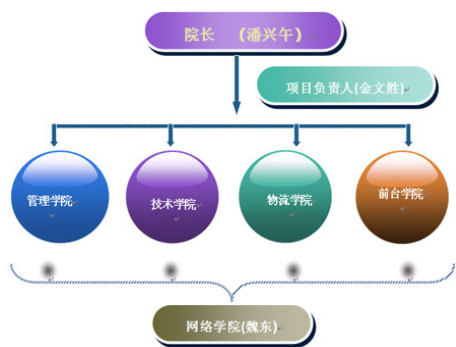 院长 （潘兴午）
项目负责人(金文胜)
管理学院
技术学院
物流学院
前台学院
网络学院(魏东)